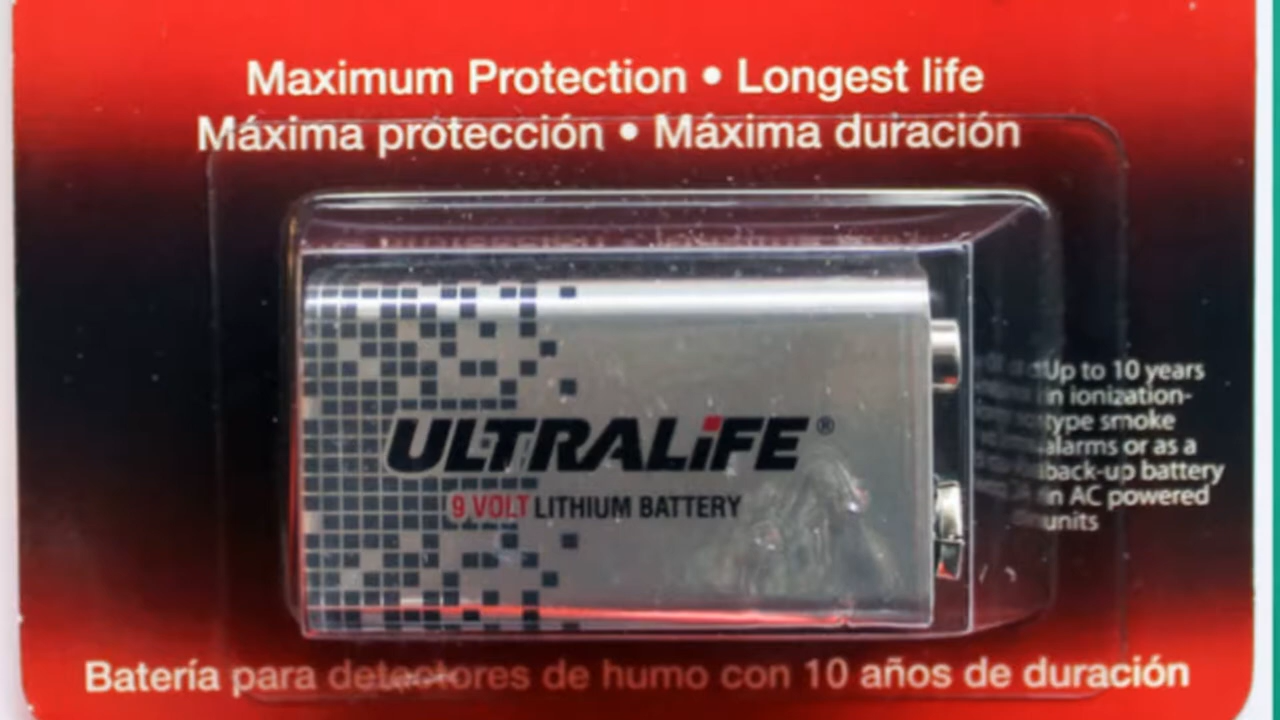 Maximum Protection • Longest life
Máxima protección • Máxima duración
ULTRALiFE®
9 VOLT LITHIUM BATTERY
Up to 10 years
in ionization-
type smoke
alarms or as a
back-up battery
in AC powered
units
Batería para detectores de humo con 10 años de duración